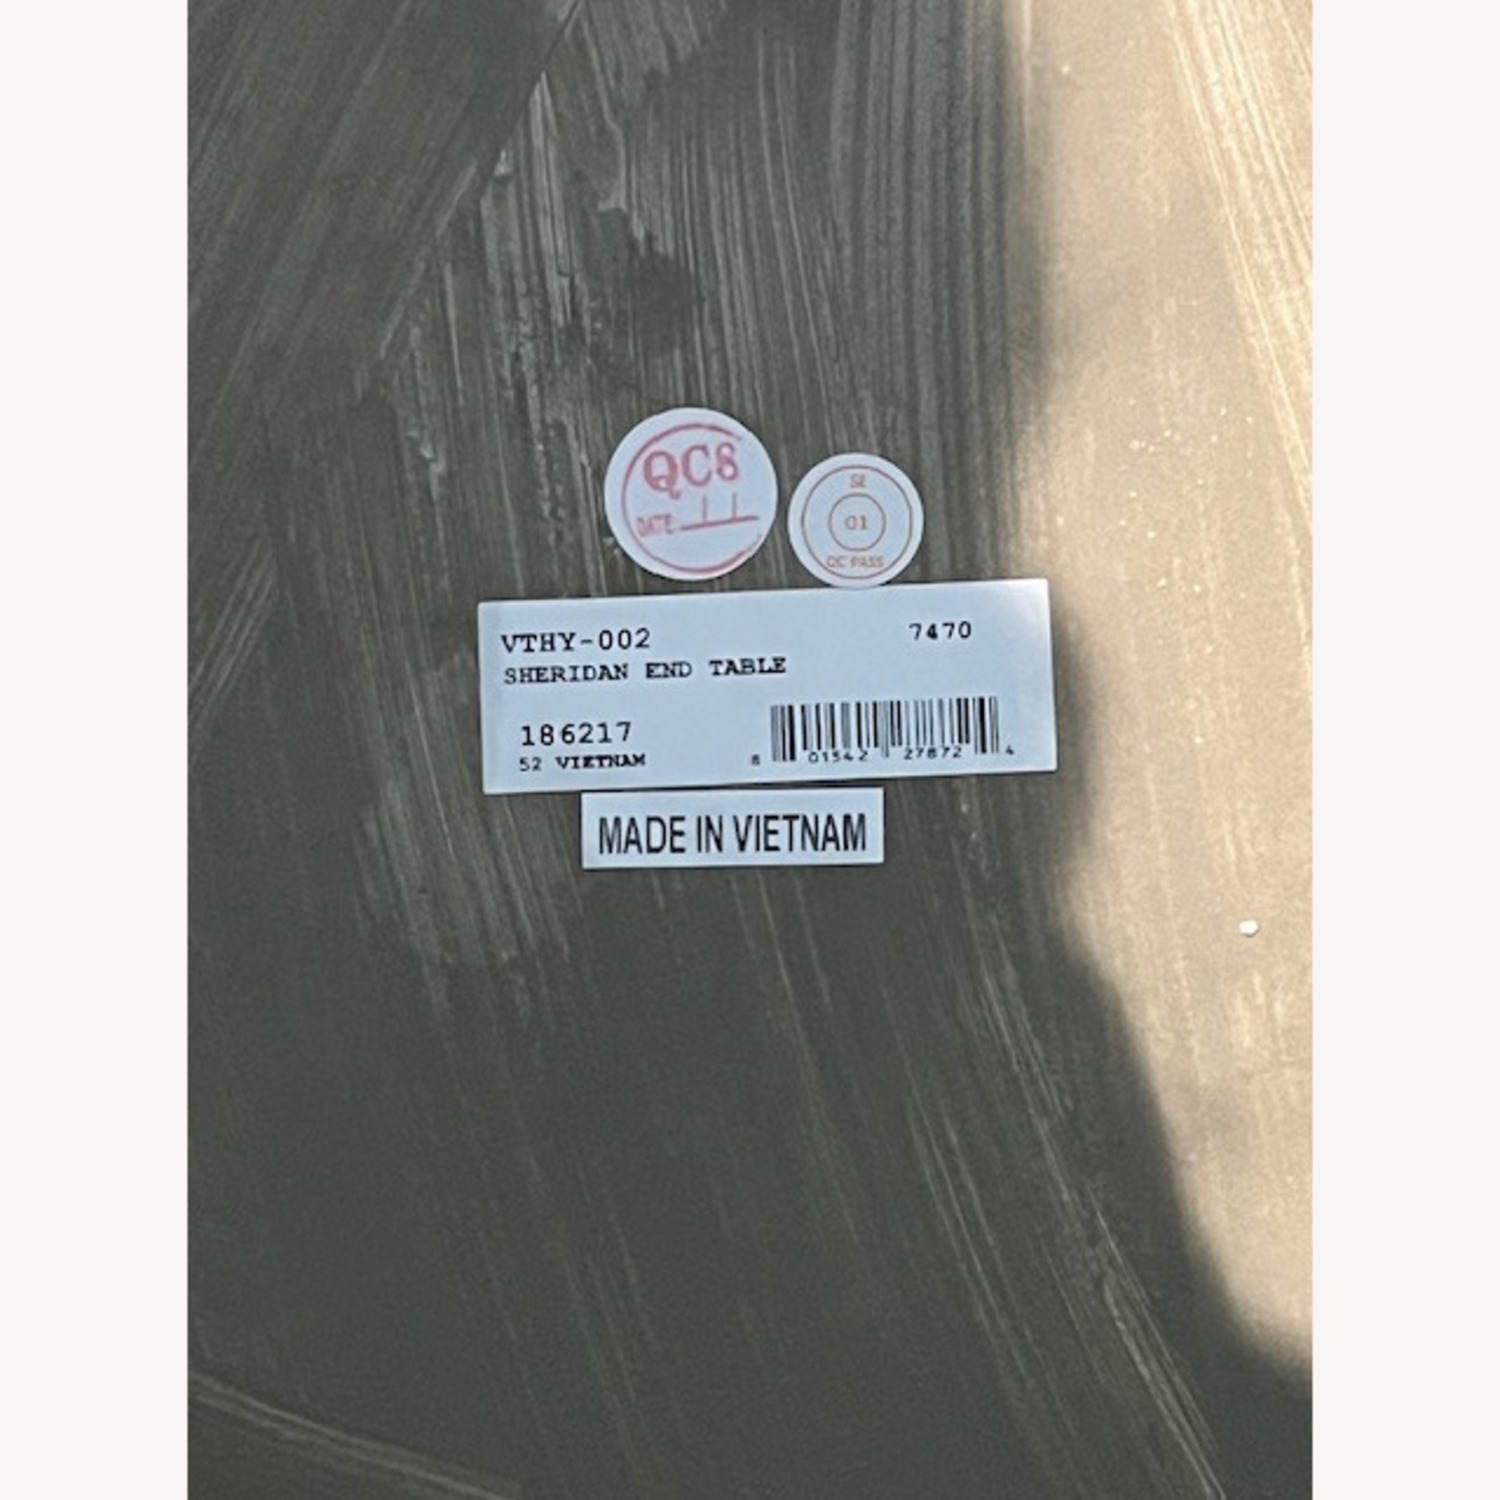 QC8
DATE:
SE
01
QC PASS
VTHY-002 7470
SHERIDAN END TABLE
186217
52 VIETNAM
8 01542 27872 4
MADE IN VIETNAM